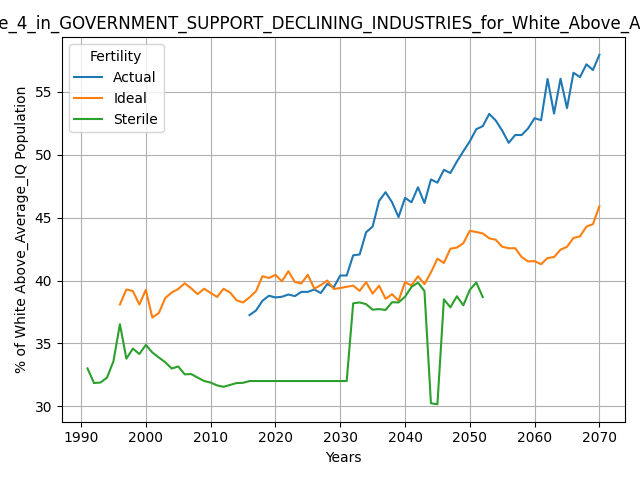 e_4_in_GOVERNMENT_SUPPORT_DECLINING_INDUSTRIES_for_White_Above_A
Fertility
Actual
Ideal
Sterile
% of White Above_Average_IQ Population
55
50
45
40
35
30
1990 2000 2010 2020 2030 2040 2050 2060 2070
Years